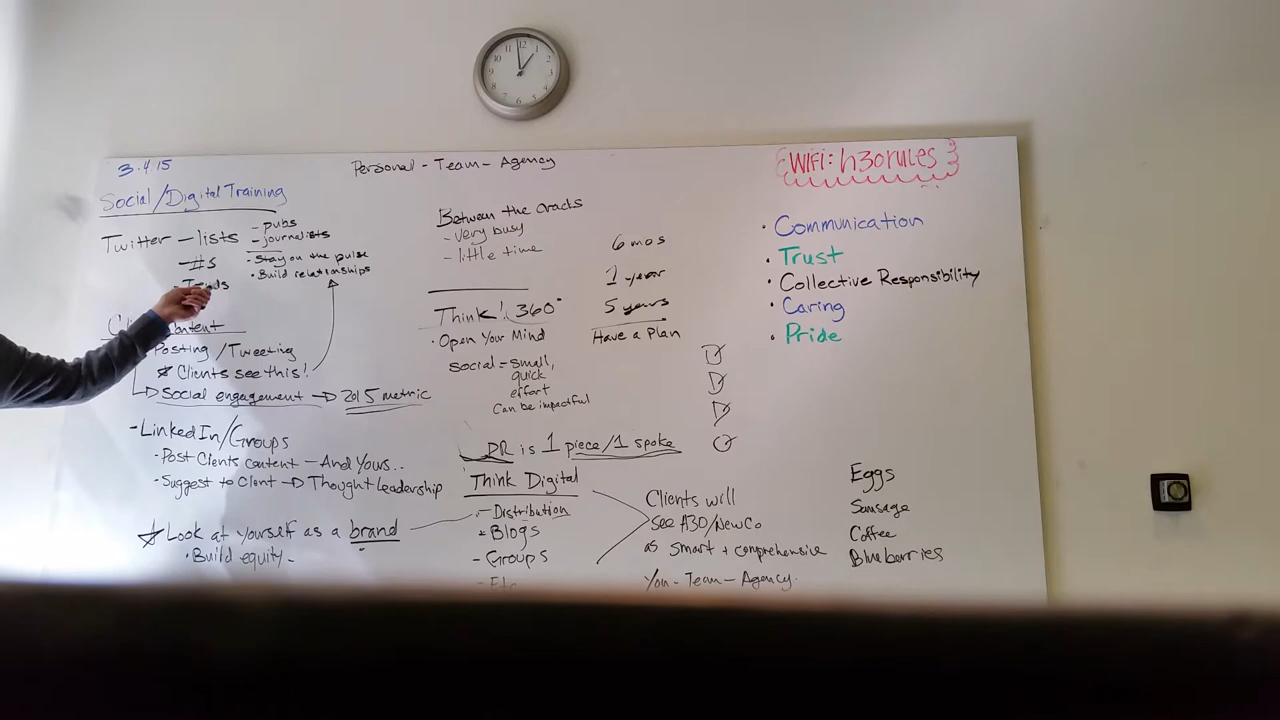 3.4.15
Personal - Team - Agency
WIFI: h3orules
Social/Digital Training
Twitter - lists
- pubs
- journalists
- #s
• Stay on the pulse
• Build relationships
- Trends
Content
Posting/Tweeting
Clients see this!
Social engagement → 2015 metric
- LinkedIn/Groups
• Post Clients content - And Yours..
• Suggest to Client → Thought Leadership
Look at yourself as a brand
• Build equity -
Between the cracks
- very busy
- little time
6 mos
1 year
5 years
Have a Plan
Think! 360°
• Open Your Mind
social = small,
quick
effort
Can be impactful
PR is 1 piece/1 spoke
Think Digital
- Distribution
• Blogs
- Groups
- Etc
Clients will
See A30/NewCo
as smart + comprehensive
You - Team - Agency.
• Communication
• Trust
• Collective Responsibility
• Caring
• Pride
Eggs
Sausage
Coffee
Blueberries